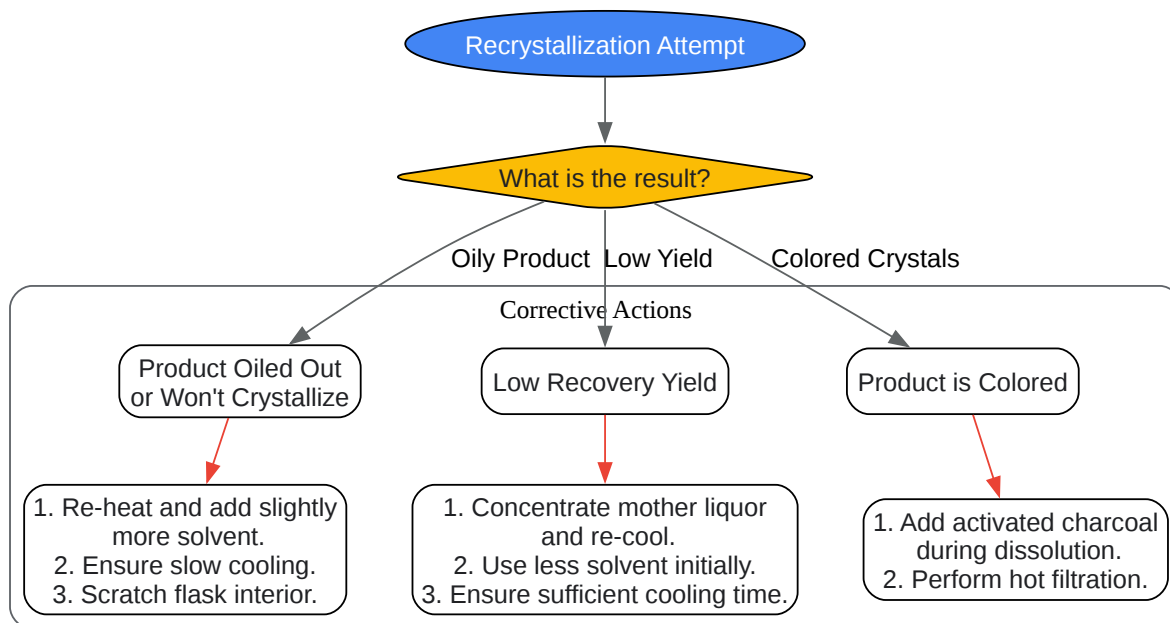 Recrystallization Attempt
What is the result?
Oily Product
Low Yield
Colored Crystals
Corrective Actions
Product Oiled Out
or Won't Crystallize
Low Recovery Yield
Product is Colored
1. Re-heat and add slightly
more solvent.
2. Ensure slow cooling.
3. Scratch flask interior.
1. Concentrate mother liquor
and re-cool.
2. Use less solvent initially.
3. Ensure sufficient cooling time.
1. Add activated charcoal
during dissolution.
2. Perform hot filtration.